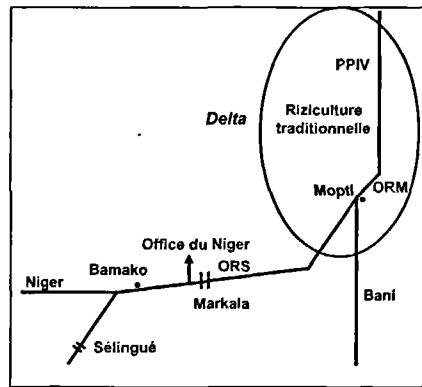 PPIV
Delta
Riziculture
traditionnelle
Mopti
ORM
Office du Niger
Bamako
ORS
Niger
Markala
Bani
Sélingué